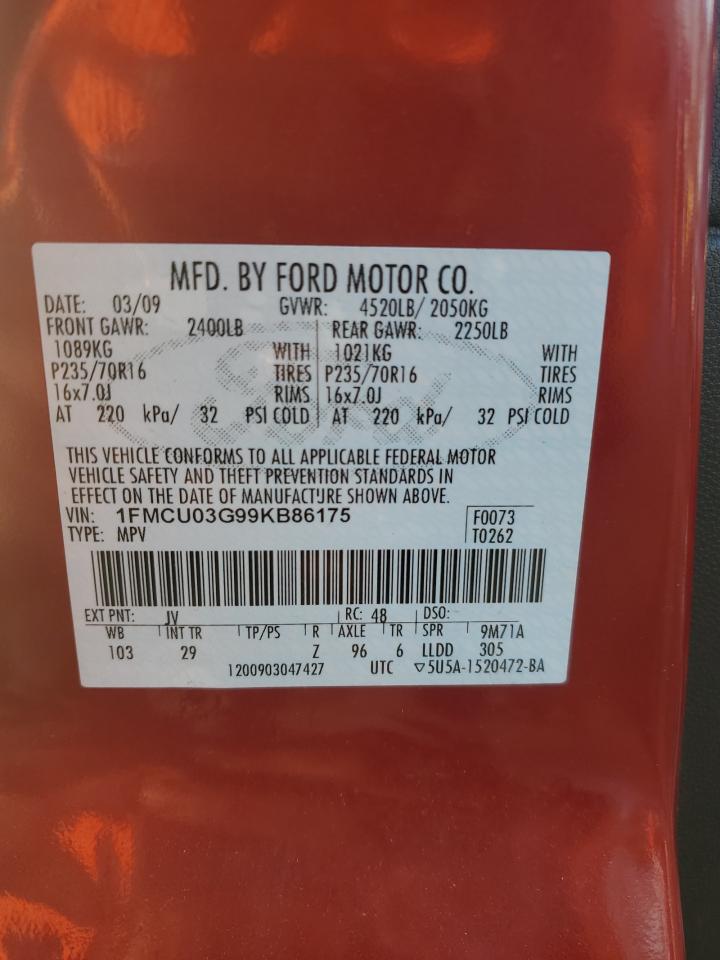 MFD. BY FORD MOTOR CO.
DATE: 03/09 GVWR: 4520LB/ 2050KG
FRONT GAWR: 2400LB REAR GAWR: 2250LB
1089KG WITH 1021KG WITH
P235/70R16 TIRES P235/70R16 TIRES
16x7.0J RIMS 16x7.0J RIMS
AT 220 kPa/ 32 PSI COLD AT 220 kPa/ 32 PSI COLD
THIS VEHICLE CONFORMS TO ALL APPLICABLE FEDERAL MOTOR
VEHICLE SAFETY AND THEFT PREVENTION STANDARDS IN
EFFECT ON THE DATE OF MANUFACTURE SHOWN ABOVE.
VIN: 1FMCU03G99KB86175 F0073
TYPE: MPV T0262
EXT PNT: JV RC: 48 DSO:
WB INT TR TP/PS R AXLE TR SPR 9M71A
103 29 Z 96 6 LLDD 305
1200903047427 UTC ▽5U5A-1520472-BA